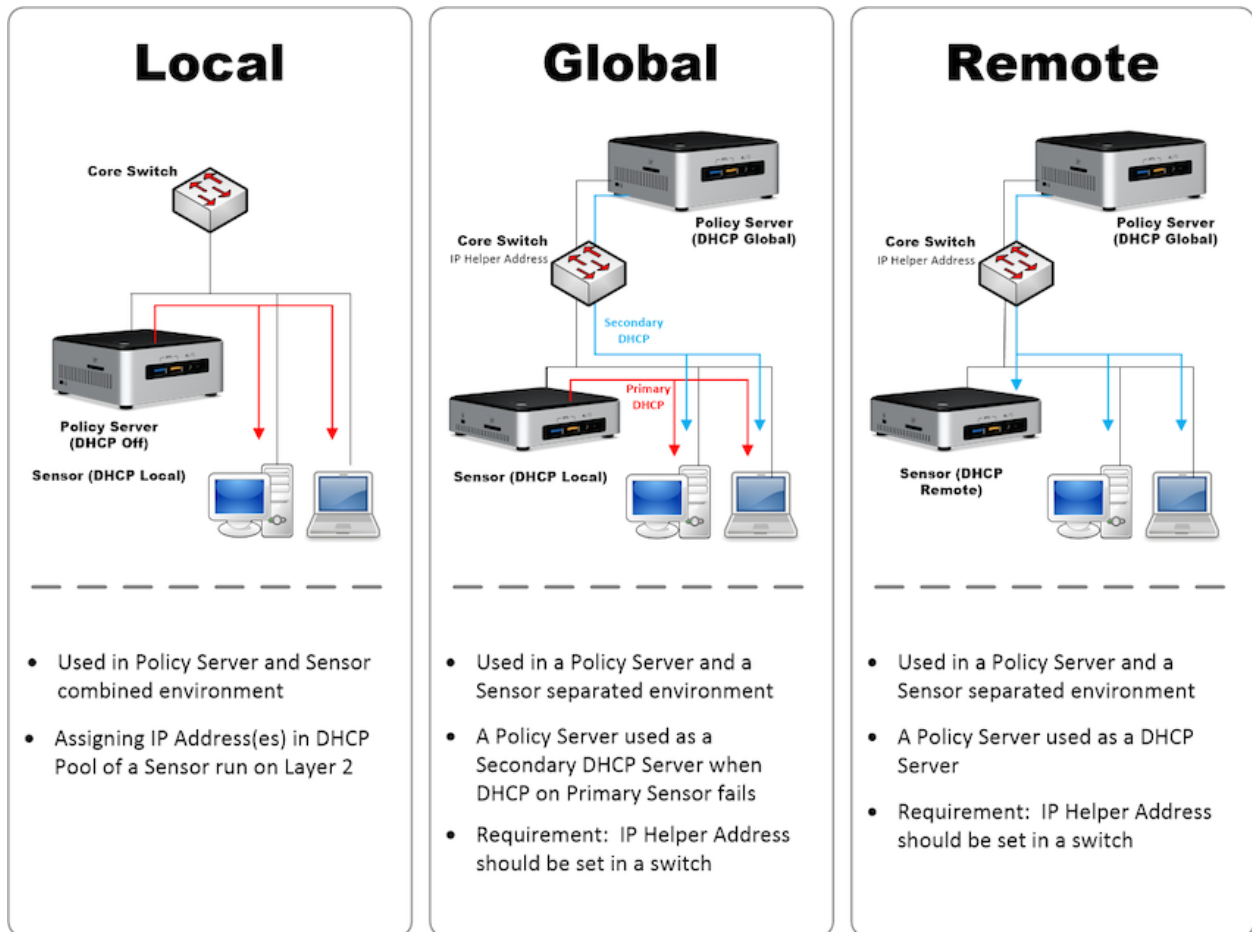 Local
Core Switch
Policy Server
(DHCP Off)
Sensor (DHCP Local)
• Used in Policy Server and Sensor
combined environment
• Assigning IP Address(es) in DHCP
Pool of a Sensor run on Layer 2
Global
Policy Server
(DHCP Global)
Core Switch
IP Helper Address
Secondary
DHCP
Primary
DHCP
Sensor (DHCP Local)
• Used in a Policy Server and a
Sensor separated environment
• A Policy Server used as a
Secondary DHCP Server when
DHCP on Primary Sensor fails
• Requirement: IP Helper Address
should be set in a switch
Remote
Policy Server
(DHCP Global)
Core Switch
IP Helper Address
Sensor (DHCP
Remote)
• Used in a Policy Server and a
Sensor separated environment
• A Policy Server used as a DHCP
Server
• Requirement: IP Helper Address
should be set in a switch